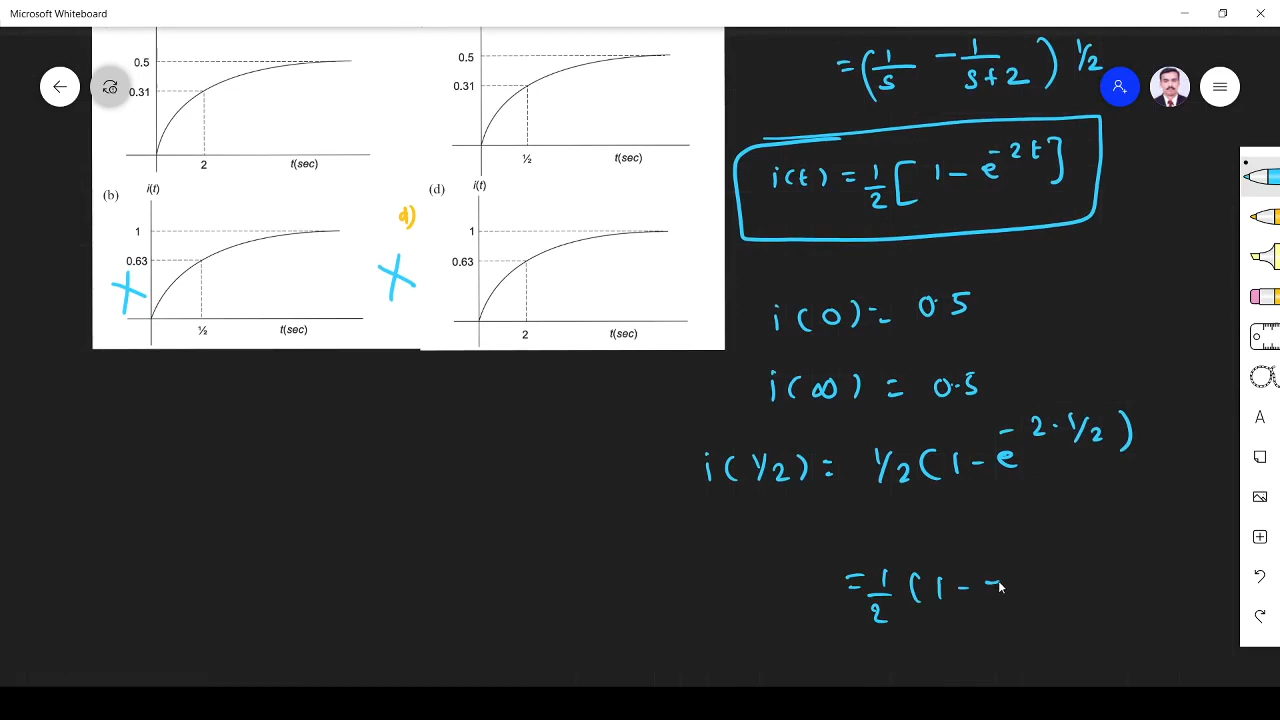 Microsoft Whiteboard
0.5
0.31
2
t(sec)
0.5
0.31
½
t(sec)
(b)
i(t)
1
0.63
½
t(sec)
(d)
i(t)
d)
1
0.63
2
t(sec)
= (1/s - 1/(s+2)) 1/2
i(t) = 1/2 [1 - e^{-2t}]
i(0) = 0.5
i(∞) = 0.5
i(1/2) = 1/2 (1 - e^{-2·1/2})
= 1/2 (1 - -
A